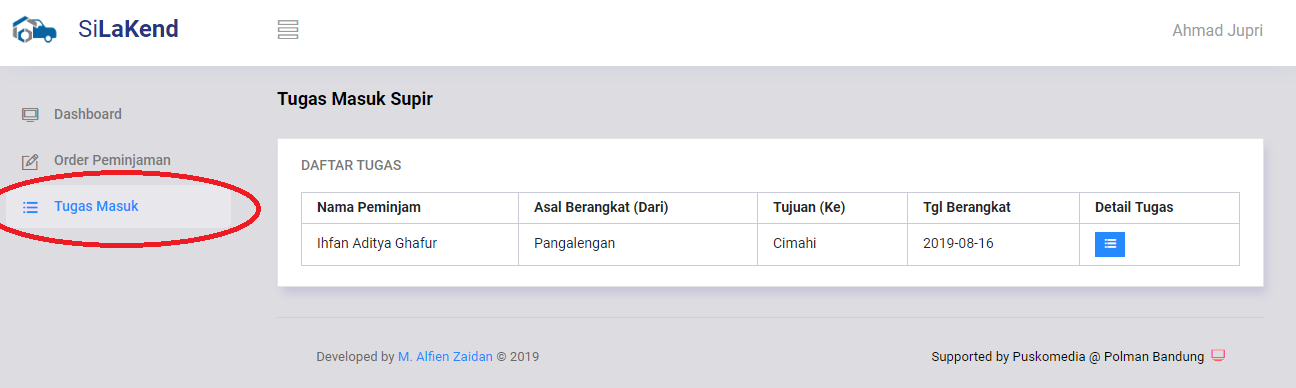 SiLaKend
Ahmad Jupri
Dashboard
Order Peminjaman
Tugas Masuk
Tugas Masuk Supir
DAFTAR TUGAS
Nama Peminjam Asal Berangkat (Dari) Tujuan (Ke) Tgl Berangkat Detail Tugas
Ihfan Aditya Ghafur Pangalengan Cimahi 2019-08-16
Developed by M. Alfien Zaidan © 2019
Supported by Puskomedia @ Polman Bandung